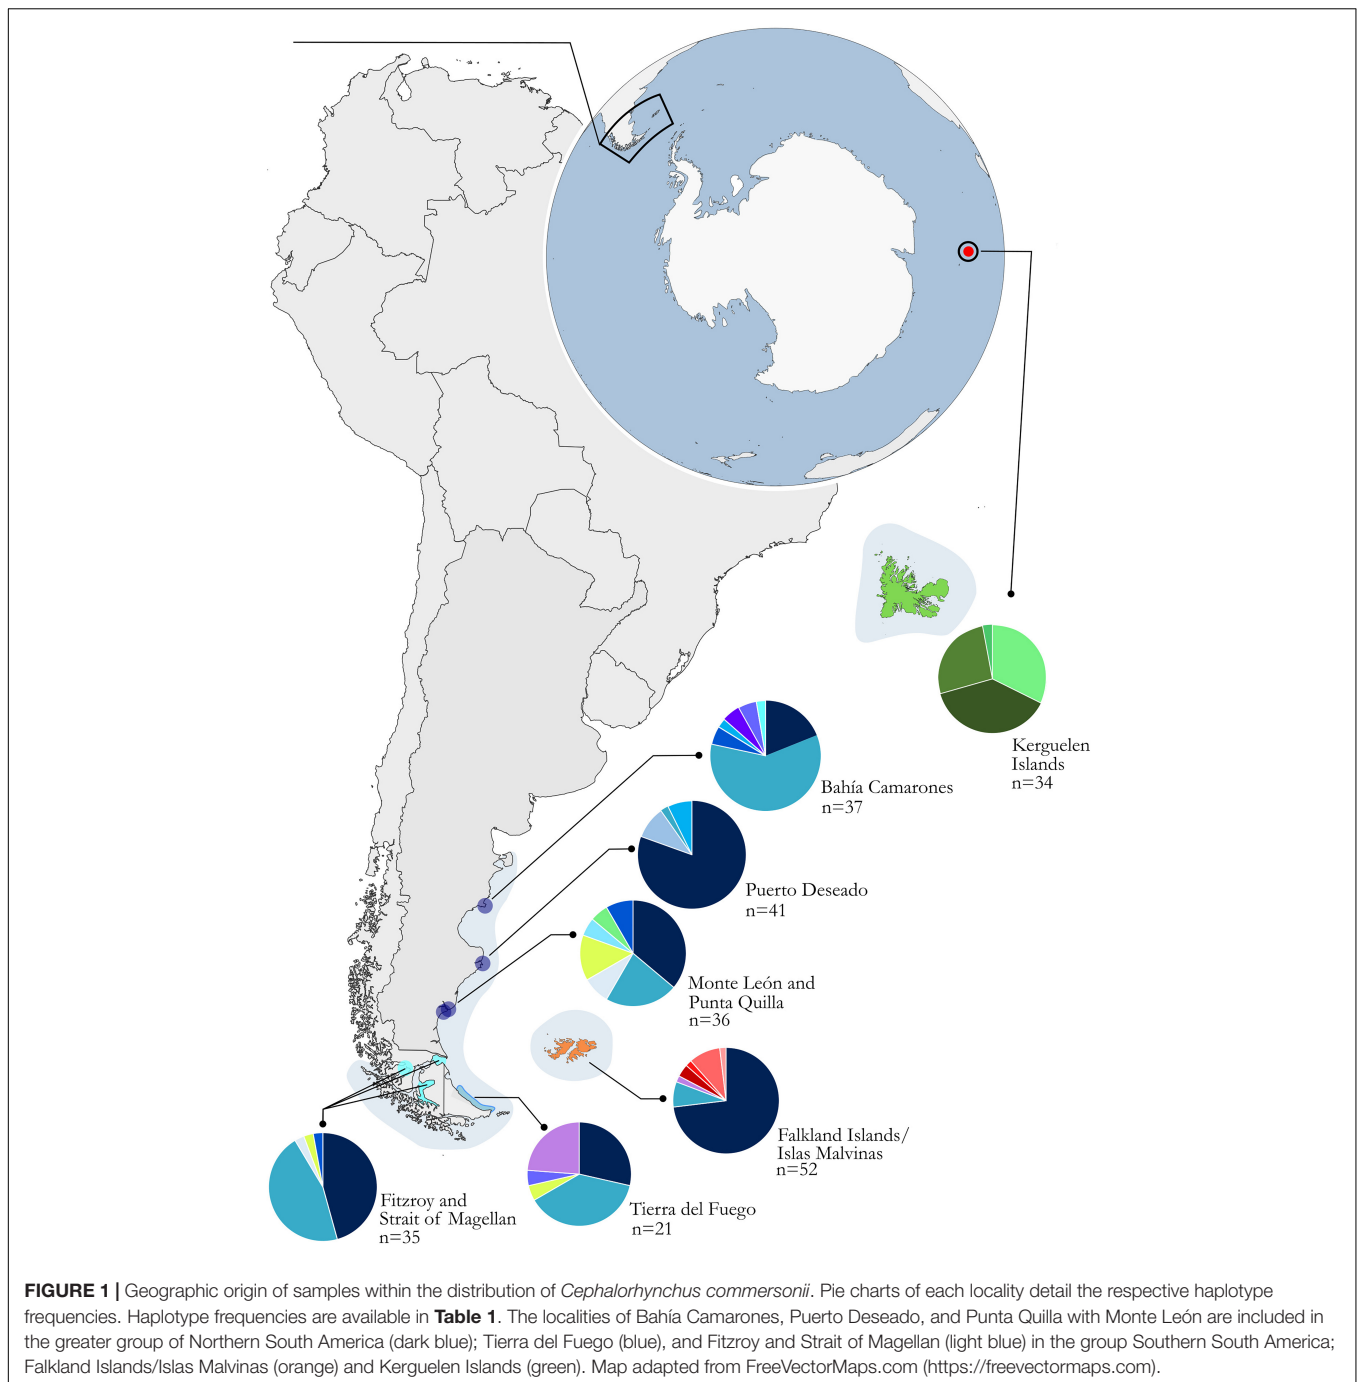 Kerguelen
Islands
n=34
Bahía Camarones
n=37
Puerto Deseado
n=41
Monte León and
Punta Quilla
n=36
Falkland Islands/
Islas Malvinas
n=52
Tierra del Fuego
n=21
Fitzroy and
Strait of Magellan
n=35
FIGURE 1 | Geographic origin of samples within the distribution of Cephalorhynchus commersonii. Pie charts of each locality detail the respective haplotype
frequencies. Haplotype frequencies are available in Table 1. The localities of Bahía Camarones, Puerto Deseado, and Punta Quilla with Monte León are included in
the greater group of Northern South America (dark blue); Tierra del Fuego (blue), and Fitzroy and Strait of Magellan (light blue) in the group Southern South America;
Falkland Islands/Islas Malvinas (orange) and Kerguelen Islands (green). Map adapted from FreeVectorMaps.com (https://freevectormaps.com).